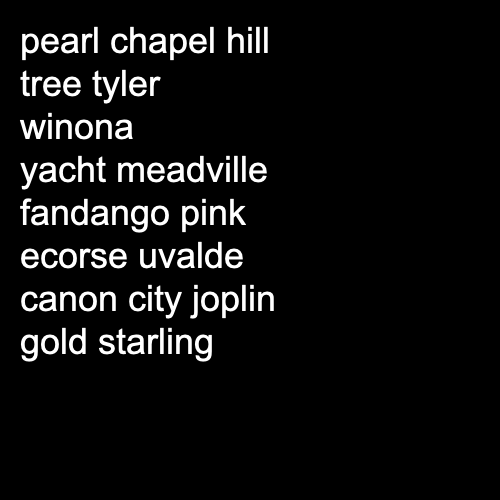 pearl chapel hill
tree tyler
winona
yacht meadville
fandango pink
ecorse uvalde
canon city joplin
gold starling